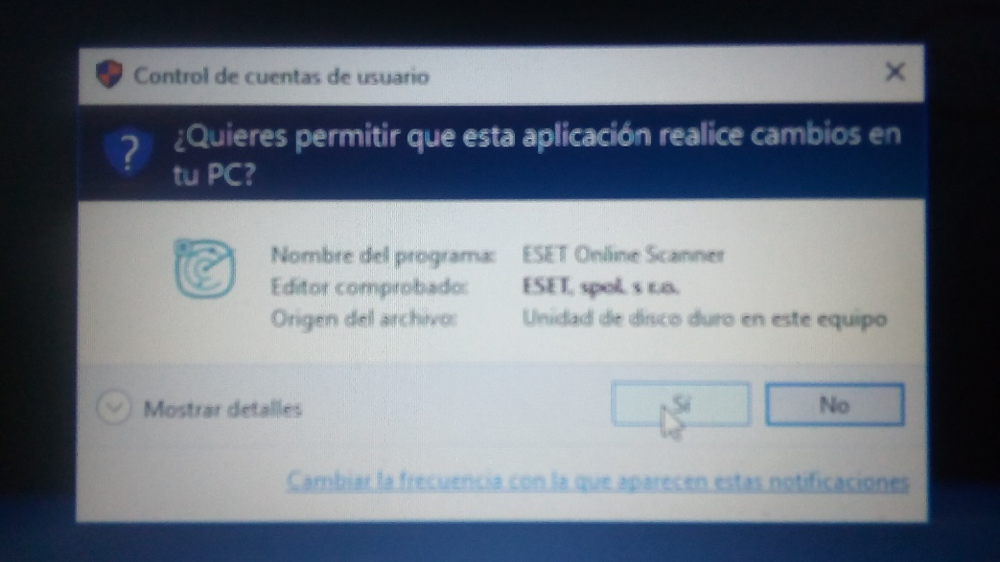 Control de cuentas de usuario
¿Quieres permitir que esta aplicación realice cambios en
tu PC?
Nombre del programa: ESET Online Scanner
Editor comprobado: ESET, spol. s r.o.
Origen del archivo: Unidad de disco duro en este equipo
Mostrar detalles
Sí
No
Cambiar la frecuencia con la que aparecen estas notificaciones